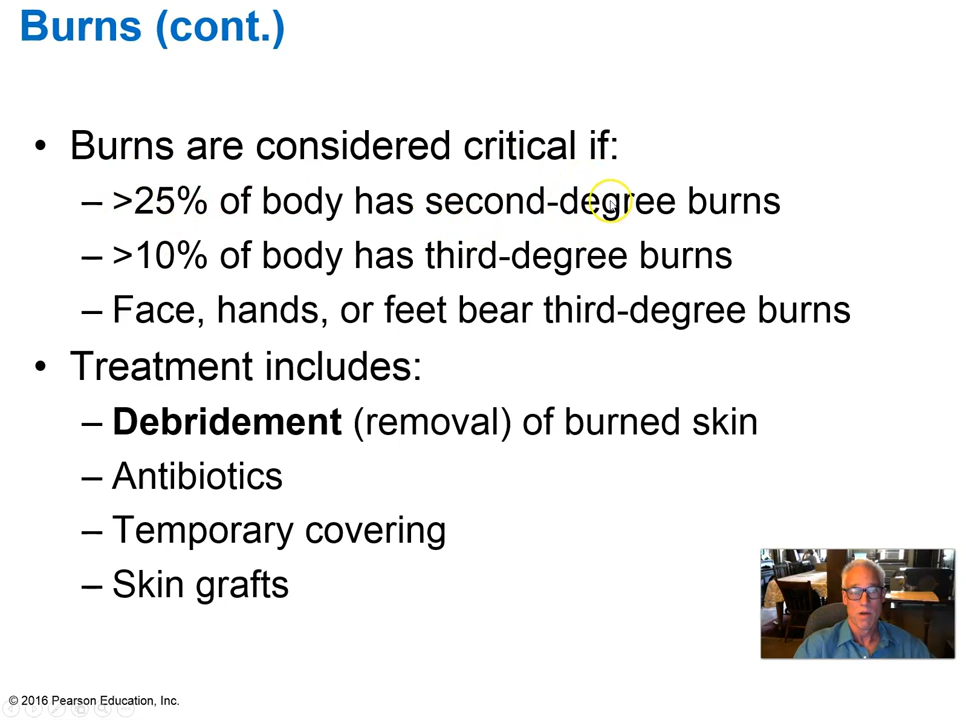 Burns (cont.)
• Burns are considered critical if:
– >25% of body has second-degree burns
– >10% of body has third-degree burns
– Face, hands, or feet bear third-degree burns
• Treatment includes:
– Debridement (removal) of burned skin
– Antibiotics
– Temporary covering
– Skin grafts
© 2016 Pearson Education, Inc.